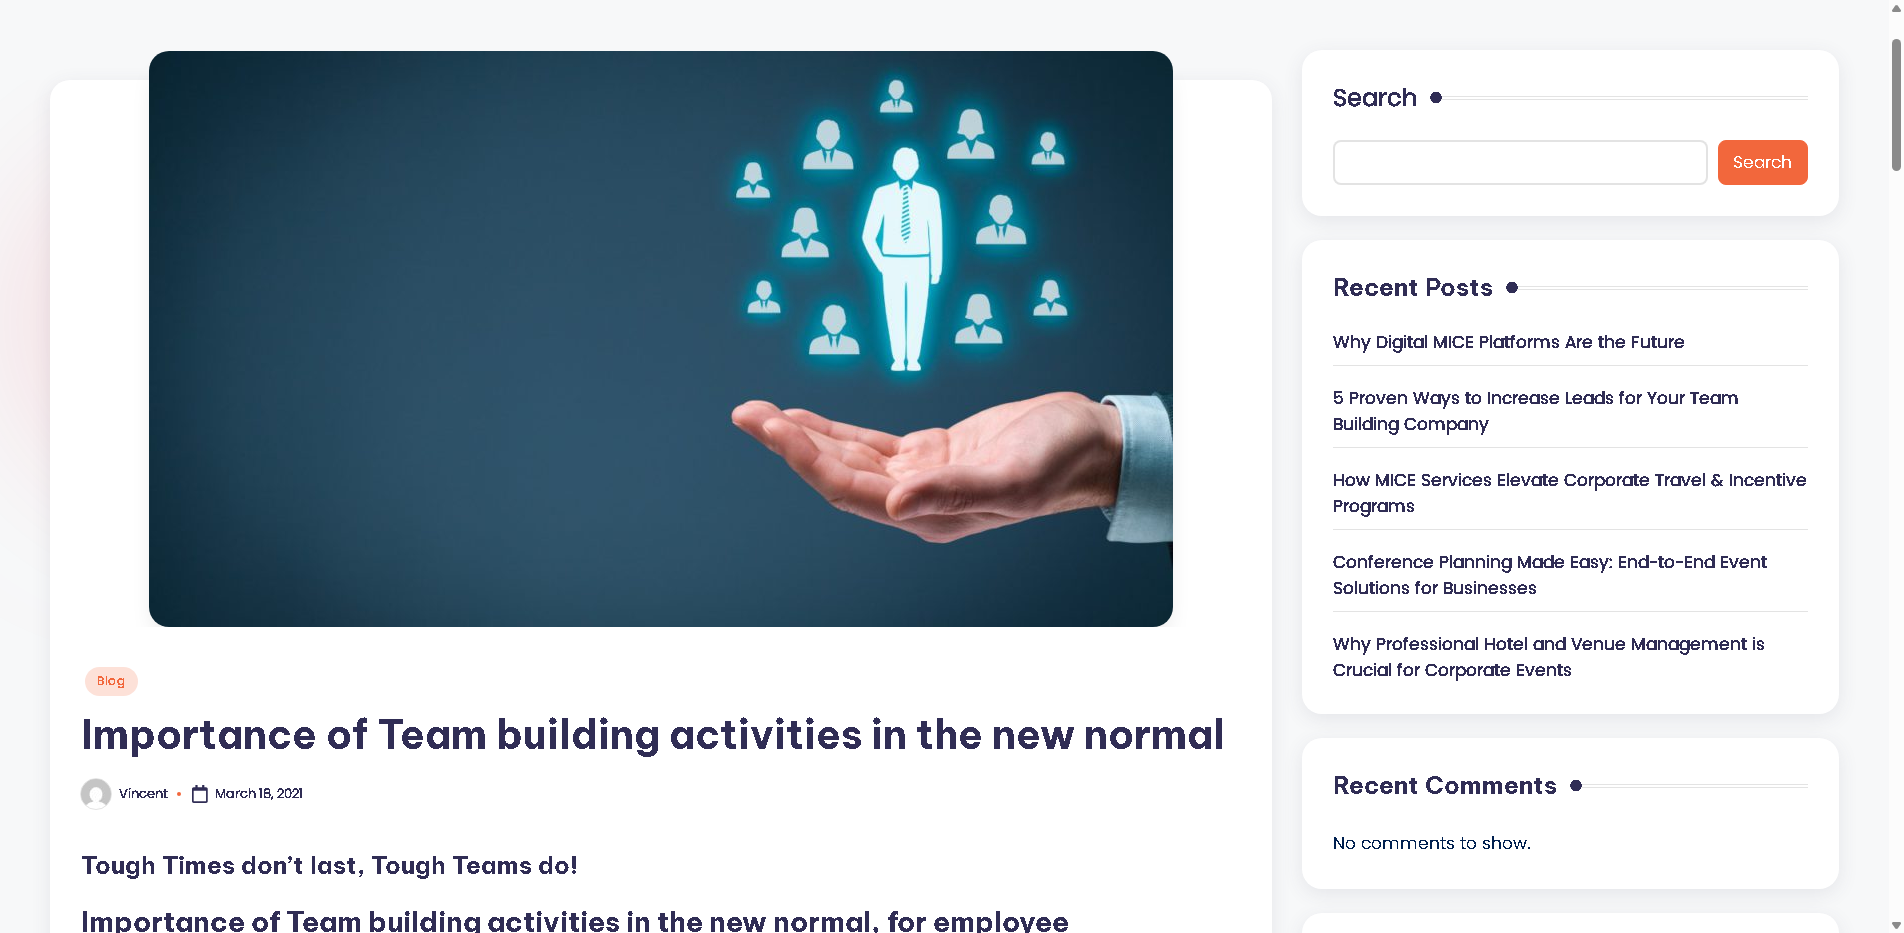 Blog
Importance of Team building activities in the new normal
Vincent
March 18, 2021
Tough Times don’t last, Tough Teams do!
Importance of Team building activities in the new normal, for employee
Search
Search
Recent Posts
Why Digital MICE Platforms Are the Future
5 Proven Ways to Increase Leads for Your Team
Building Company
How MICE Services Elevate Corporate Travel & Incentive
Programs
Conference Planning Made Easy: End-to-End Event
Solutions for Businesses
Why Professional Hotel and Venue Management is
Crucial for Corporate Events
Recent Comments
No comments to show.